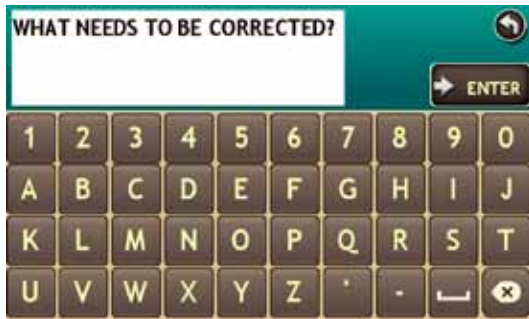 WHAT NEEDS TO BE CORRECTED?
ENTER
1 2 3 4 5 6 7 8 9 0
A B C D E F G H I J
K L M N O P Q R S T
U V W X Y Z ' -